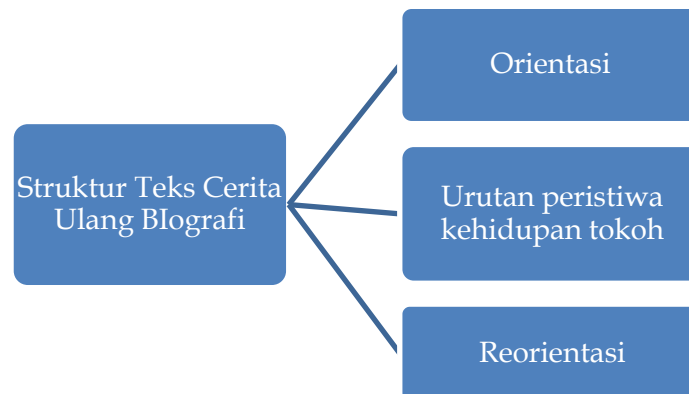 Orientasi
Struktur Teks Cerita
Ulang BIografi
Urutan peristiwa
kehidupan tokoh
Reorientasi